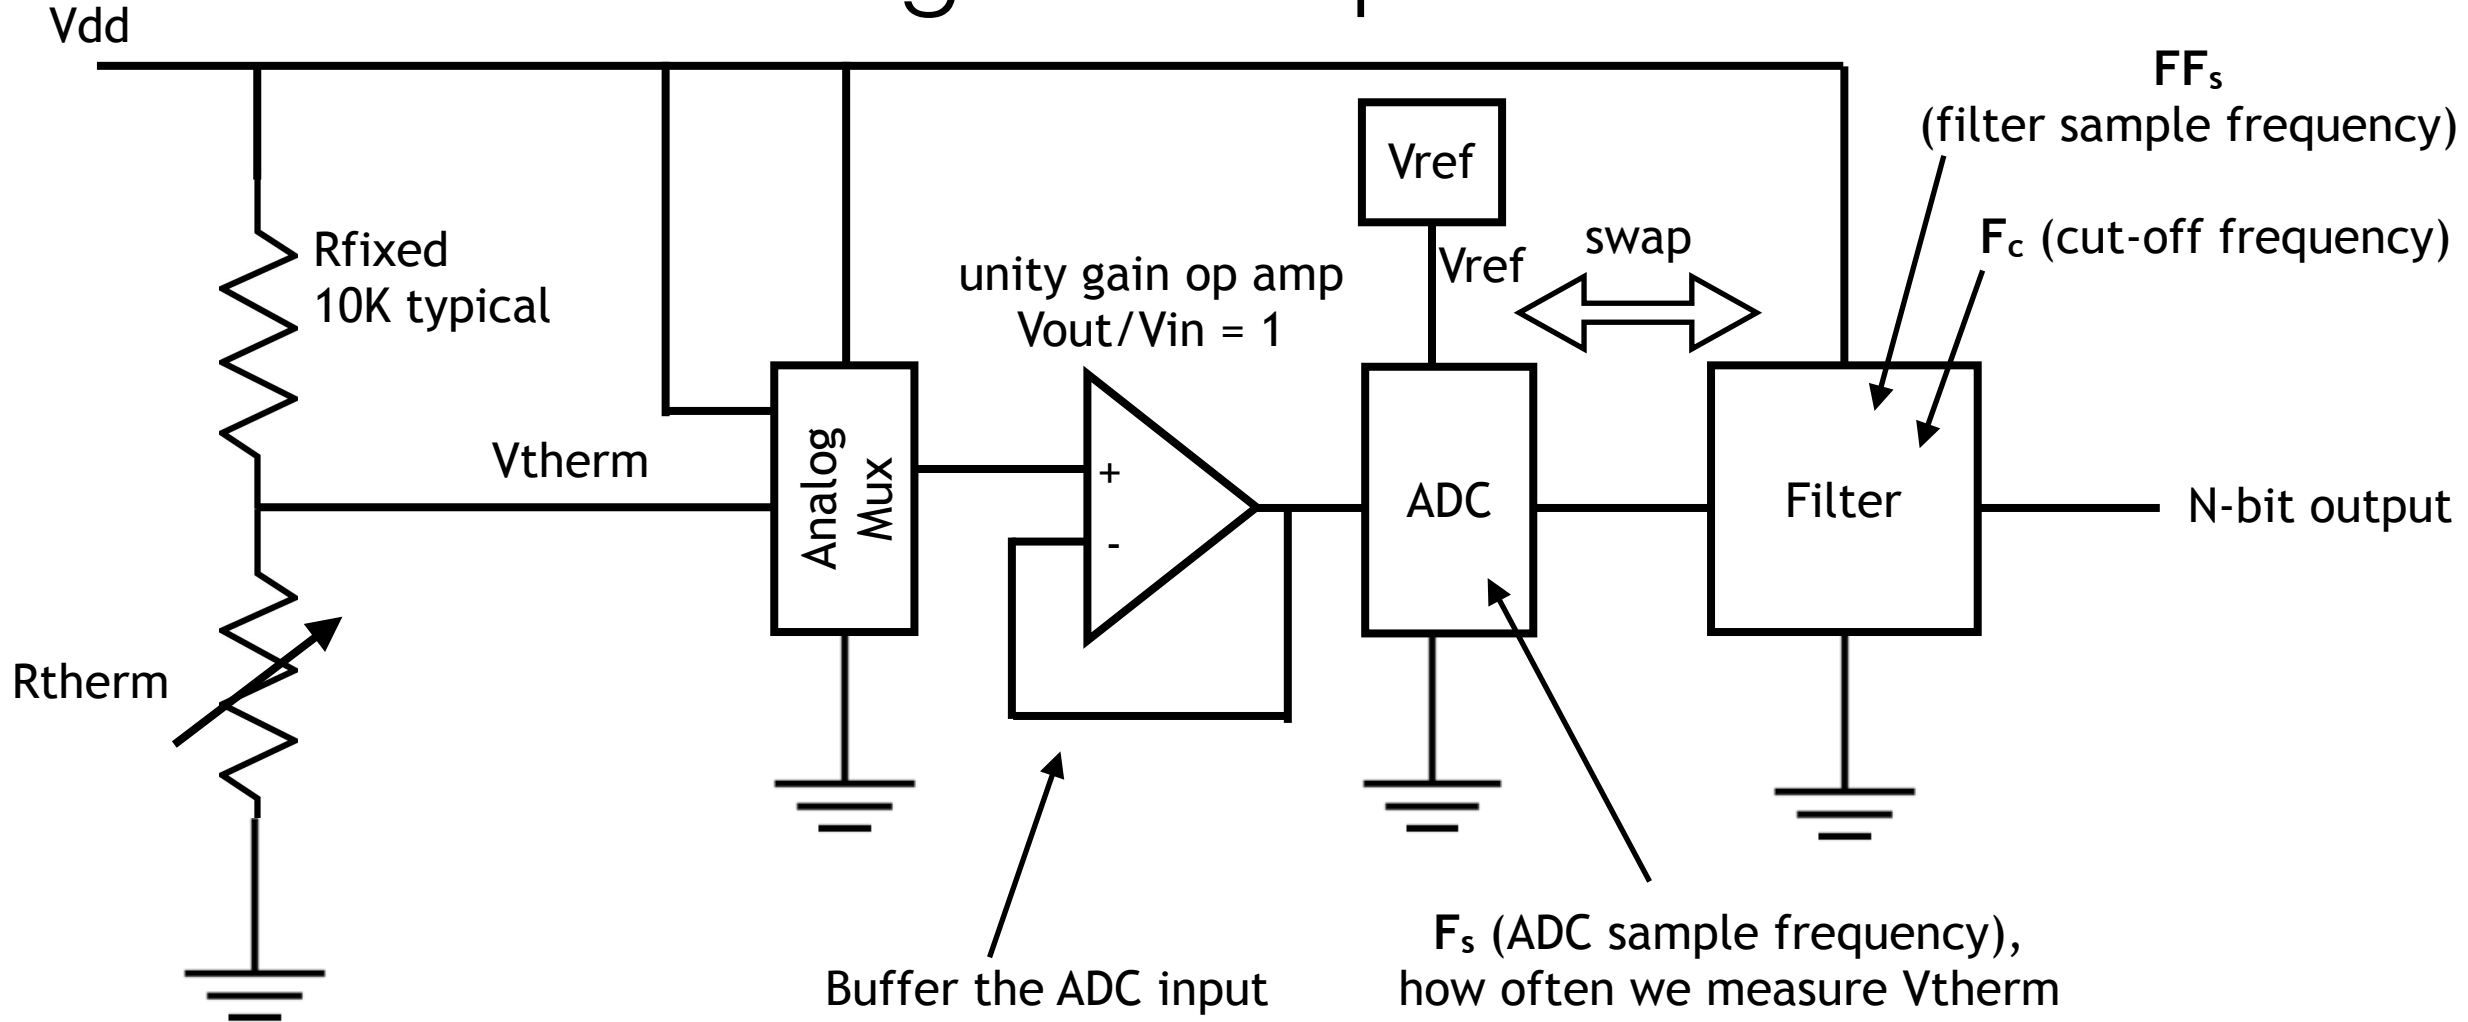 Vdd
FFs
(filter sample frequency)
Vref
Fc (cut-off frequency)
swap
Vref
Rfixed
10K typical
unity gain op amp
Vout/Vin = 1
Vtherm
Analog
Mux
+
-
ADC
Filter
N-bit output
Rtherm
Fs (ADC sample frequency),
how often we measure Vtherm
Buffer the ADC input